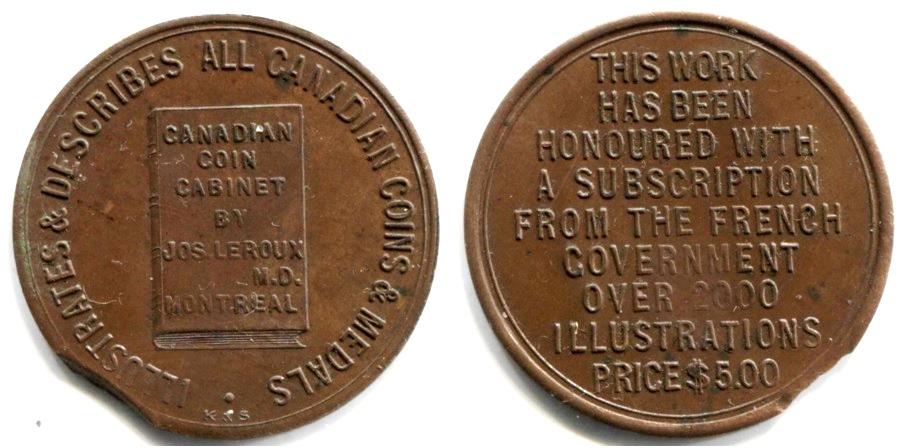 ILLUSTRATES & DESCRIBES ALL CANADIAN COINS & MEDALS
CANADIAN
COIN
CABINET
BY
JOS LEROUX
M.D.
MONTREAL
K & S
THIS WORK
HAS BEEN
HONOURED WITH
A SUBSCRIPTION
FROM THE FRENCH
GOVERNMENT
OVER 2000
ILLUSTRATIONS
PRICE $5.00